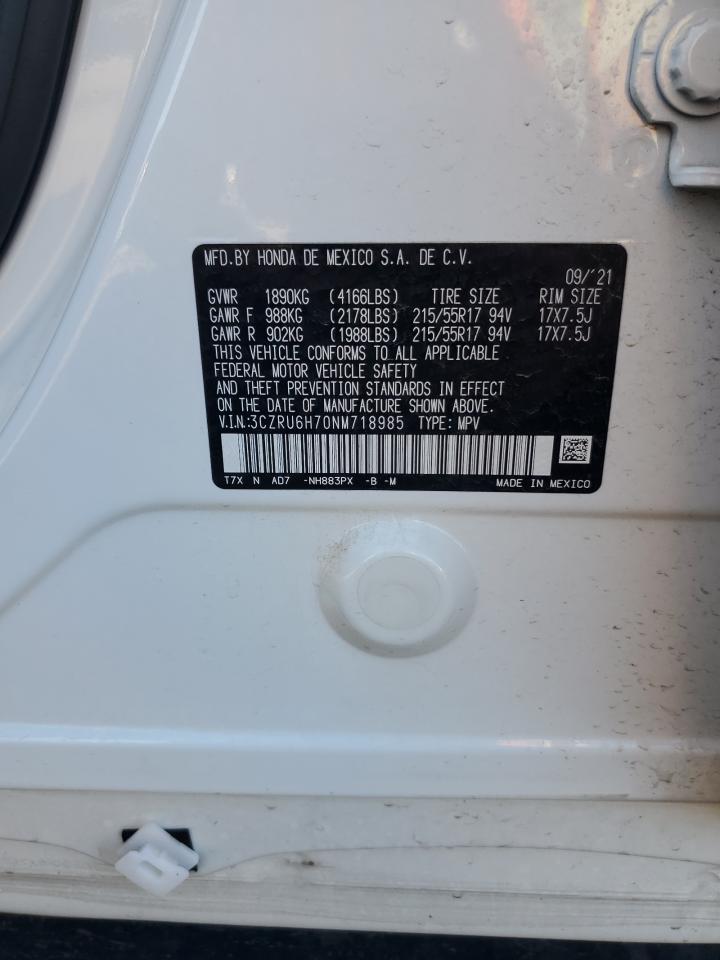 MFD.BY HONDA DE MEXICO S.A. DE C.V.
09/'21
GVWR 1890KG (4166LBS) TIRE SIZE RIM SIZE
GAWR F 988KG (2178LBS) 215/55R17 94V 17X7.5J
GAWR R 902KG (1988LBS) 215/55R17 94V 17X7.5J
THIS VEHICLE CONFORMS TO ALL APPLICABLE
FEDERAL MOTOR VEHICLE SAFETY
AND THEFT PREVENTION STANDARDS IN EFFECT
ON THE DATE OF MANUFACTURE SHOWN ABOVE.
V.I.N.:3CZRU6H70NM718985 TYPE: MPV
T7X N AD7 -NH883PX -B -M MADE IN MEXICO